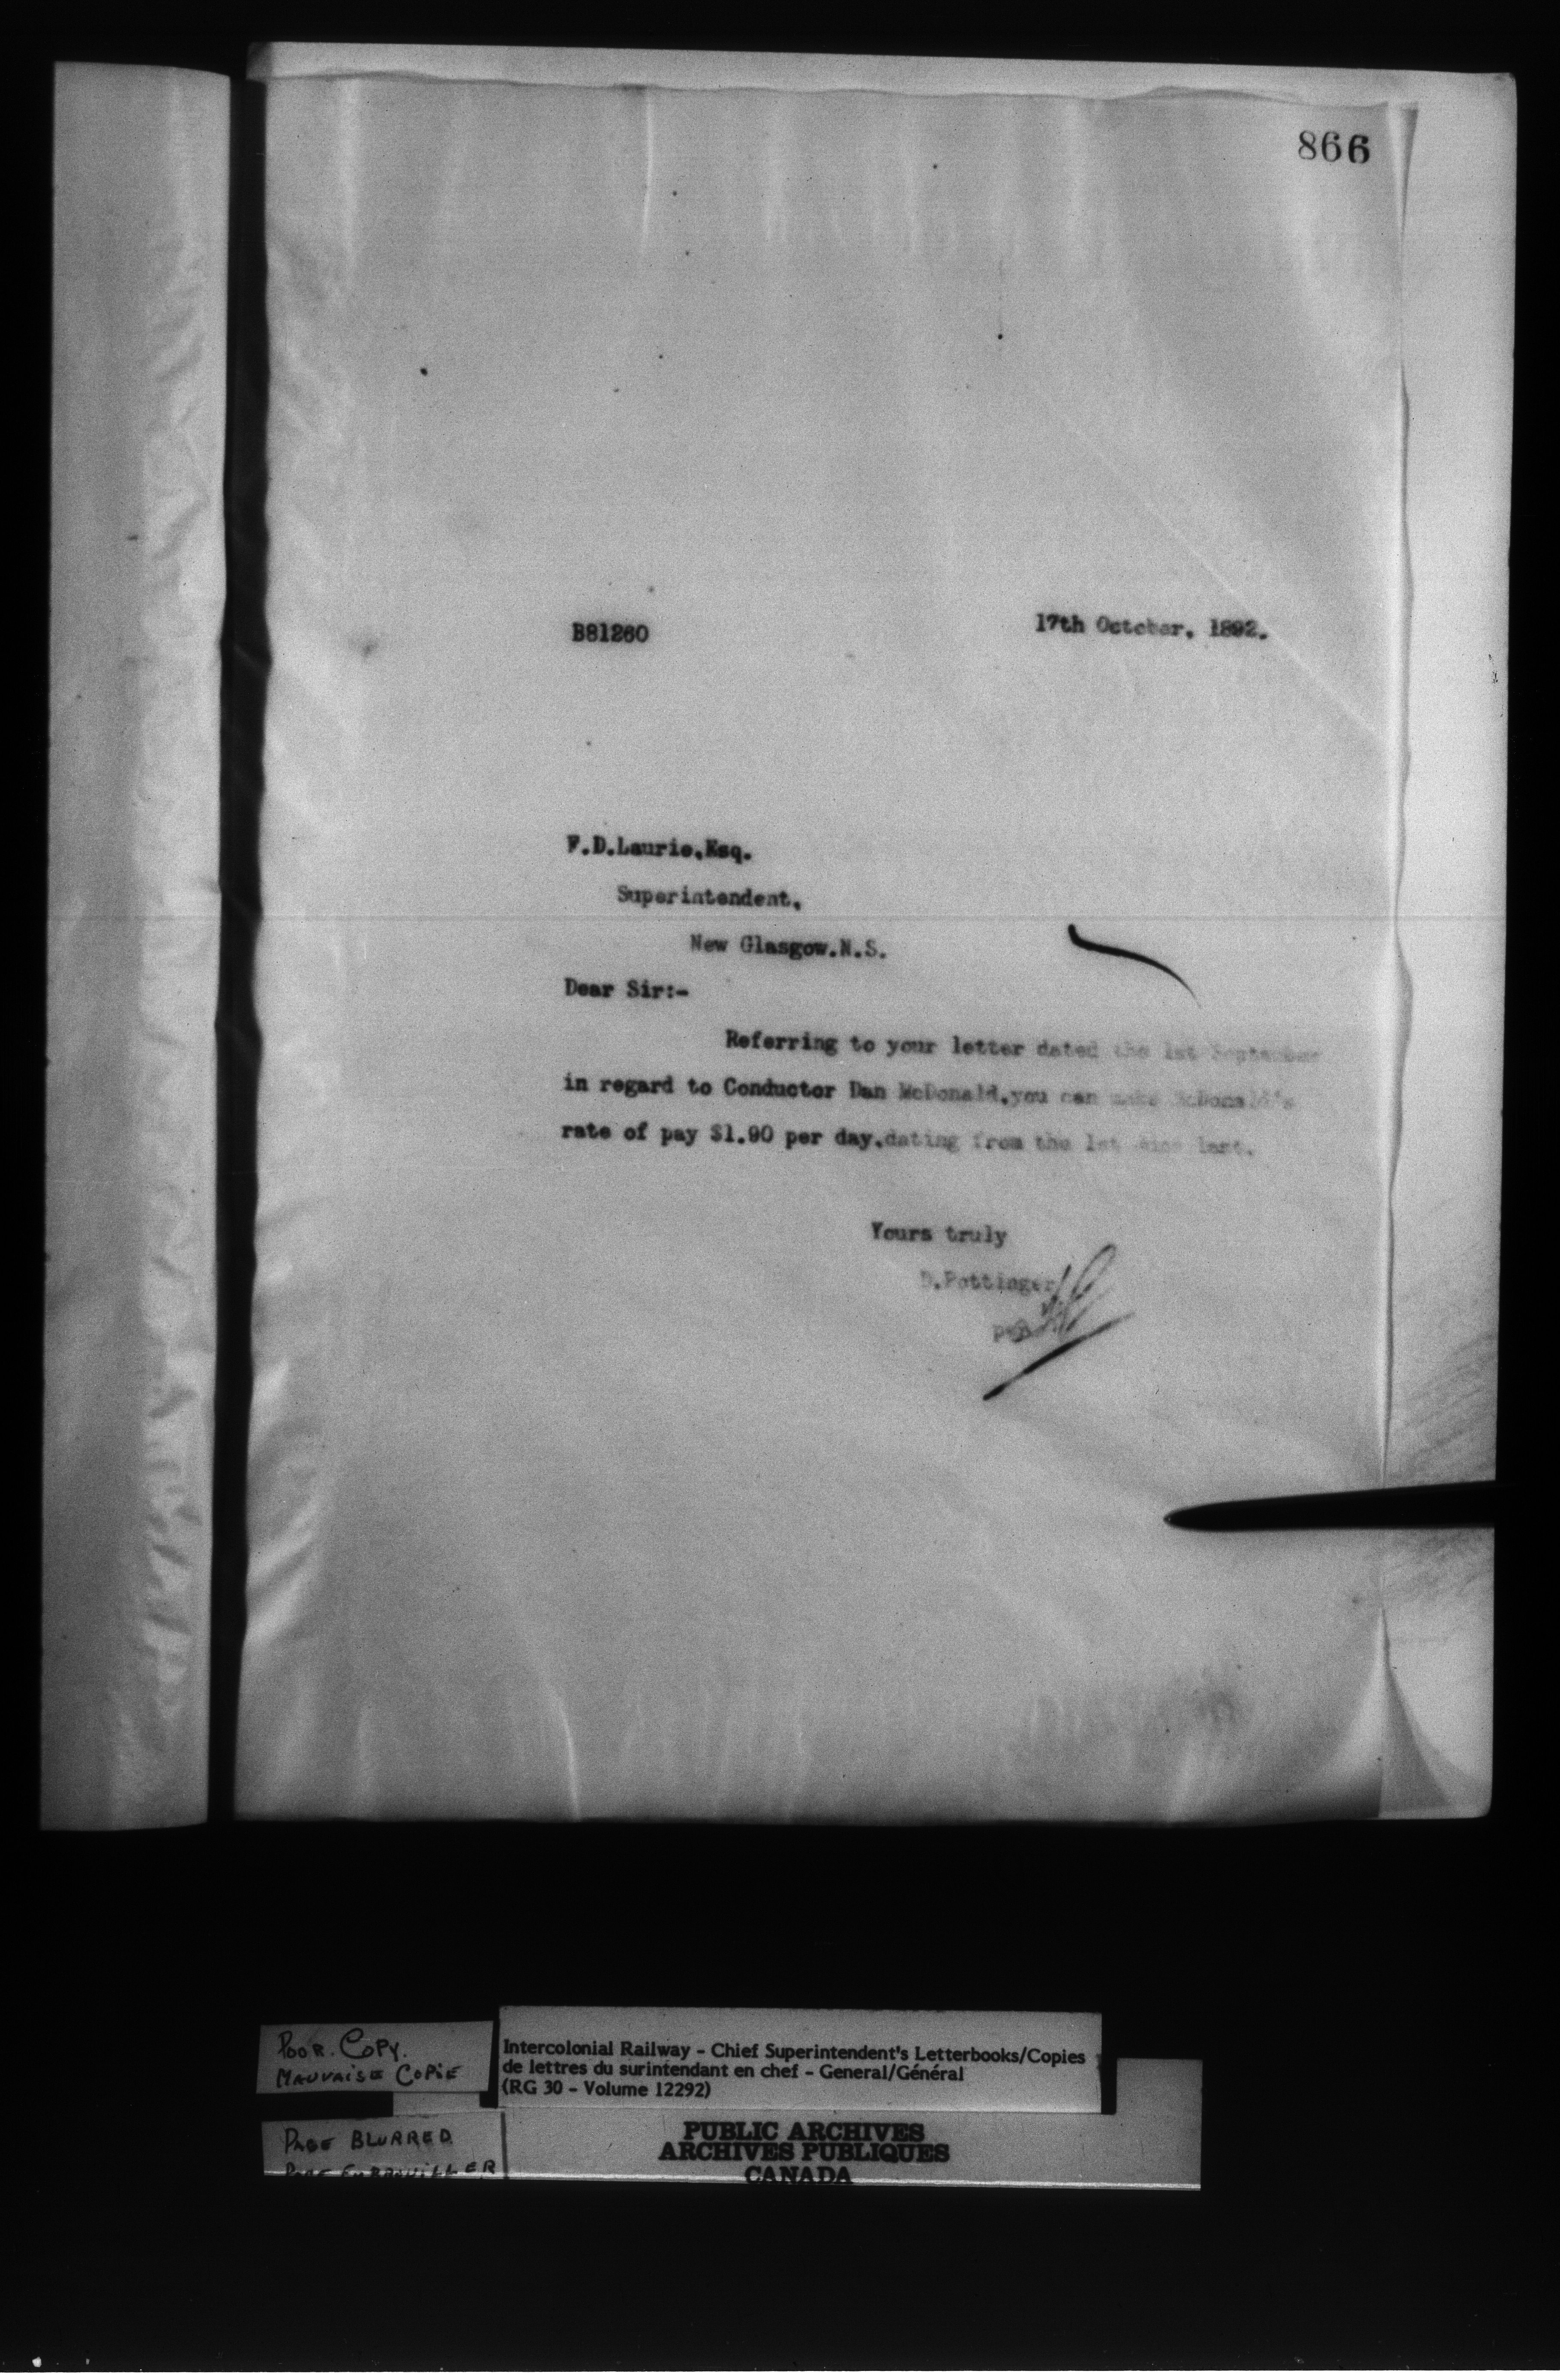 866
B81260
17th October, 1892.
F.D.Laurie,Esq.
Superintendent,
New Glasgow.N.S.
Dear Sir:-
Referring to your letter dated the 1st September
in regard to Conductor Dan McDonald,you can make McDonald's
rate of pay $1.90 per day,dating from the 1st last.
Yours truly
D.Pottinger
Poor. Copy.
Mauvaise Copie
Intercolonial Railway - Chief Superintendent's Letterbooks/Copies
de lettres du surintendant en chef - General/Général
(RG 30 - Volume 12292)
Page Blurred
PUBLIC ARCHIVES
ARCHIVES PUBLIQUES
CANADA